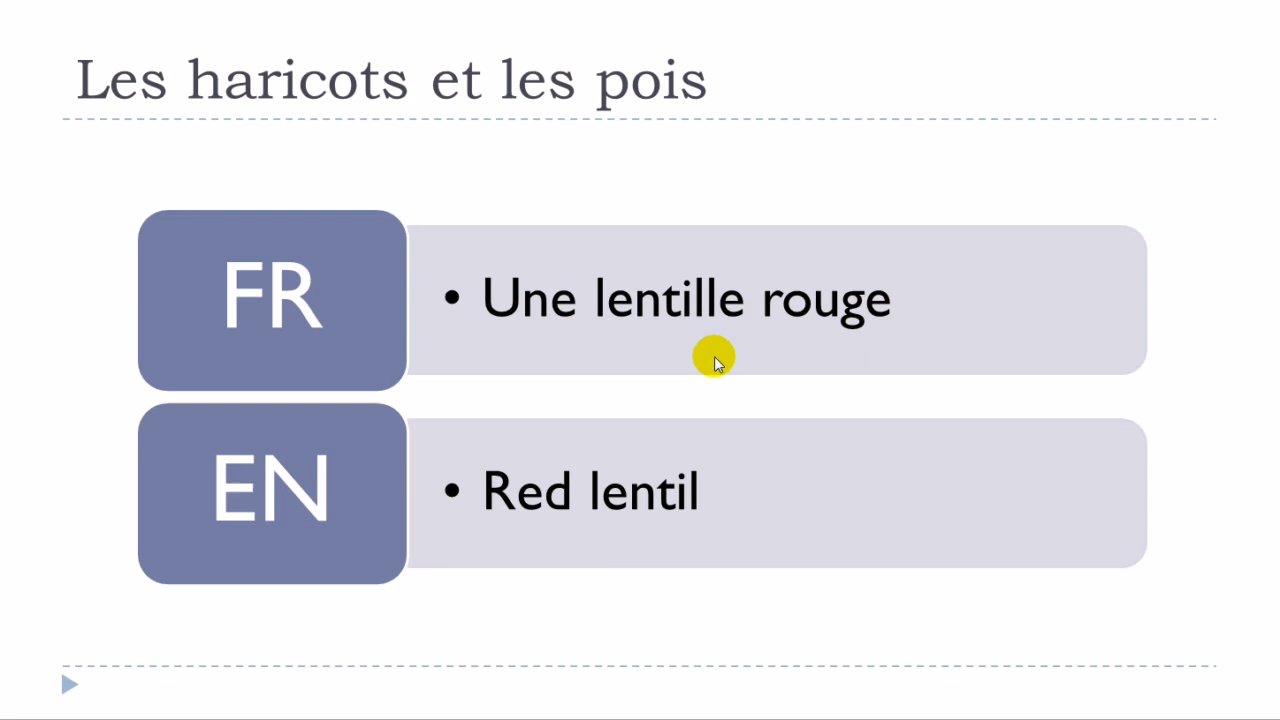 Les haricots et les pois
FR
• Une lentille rouge
EN
• Red lentil